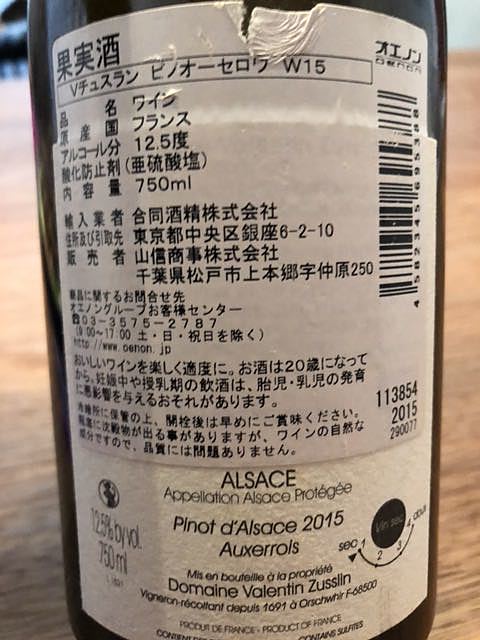 果実酒
オエノン
OENON
Vチュスラン ピノオーセロワ W15
品名 ワイン
原産国 フランス
アルコール分 12.5度
酸化防止剤(亜硫酸塩)
内容量 750ml
輸入業者 合同酒精株式会社
住所及び引取先 東京都中央区銀座6-2-10
販売者 山信商事株式会社
千葉県松戸市上本郷字仲原250
商品に関するお問合せ先
オエノングループお客様センター
☎03-3575-2787
(9:00~17:00 土・日・祝日を除く)
http://www.oenon.jp
おいしいワインを楽しく適度に。お酒は20歳になって
から。妊娠中や授乳期の飲酒は、胎児・乳児の発育
に悪影響を与えるおそれがあります。
冷暗所に保管の上、開栓後は早めにご賞味ください。
瓶底に沈殿物が出る事がありますが、ワインの自然な
成分ですので、品質には問題ありません。
4582345695388
113854
2015
290077
ALSACE
Appellation Alsace Protégée
12.5% by vol.
750 ml
Pinot d'Alsace 2015
Auxerrois
Vin sec
sec 1 2 3 4 doux
Mis en bouteille à la propriété
Domaine Valentin Zusslin
Vigneron-récoltant depuis 1691 à Orschwihr F-68500
PRODUIT DE FRANCE - PRODUCT OF FRANCE